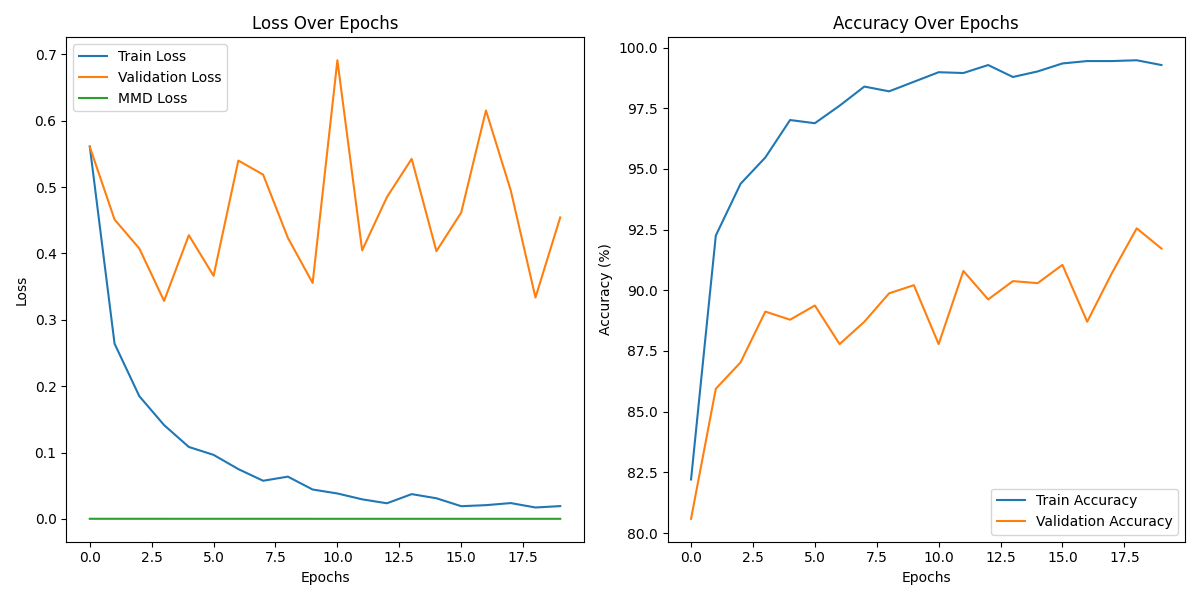 Loss Over Epochs
Train Loss
Validation Loss
MMD Loss
Loss
0.7
0.6
0.5
0.4
0.3
0.2
0.1
0.0
0.0 2.5 5.0 7.5 10.0 12.5 15.0 17.5
Epochs
Accuracy Over Epochs
Accuracy (%)
100.0
97.5
95.0
92.5
90.0
87.5
85.0
82.5
80.0
Train Accuracy
Validation Accuracy
0.0 2.5 5.0 7.5 10.0 12.5 15.0 17.5
Epochs